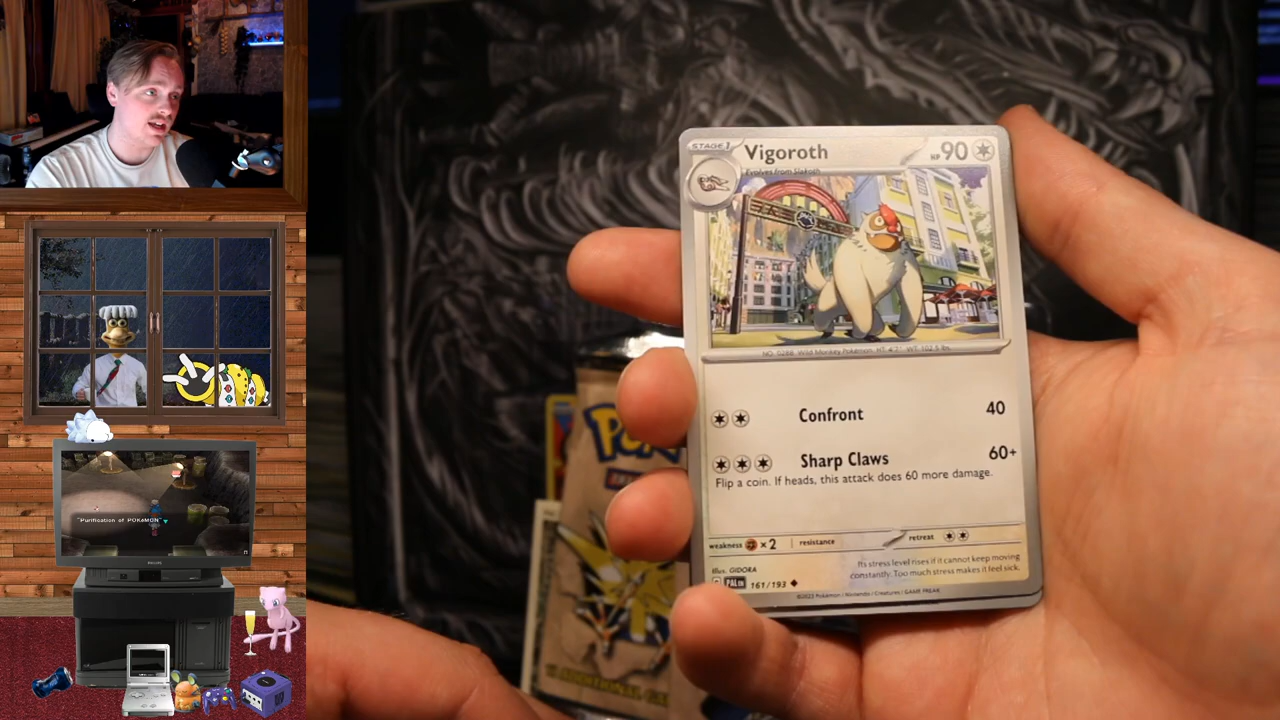 STAGE 1
Vigoroth
HP 90
Evolves from Slakoth
NO. 0288 Wild Monkey Pokémon HT: 4'7" WT: 102.5 lbs
Confront 40
Sharp Claws 60+
Flip a coin. If heads, this attack does 60 more damage.
weakness ×2 resistance retreat
Illus. GIDORA
Its stress level rises if it cannot keep moving
constantly. Too much stress makes it feel sick.
PAL EN 161/193
©2023 Pokémon / Nintendo / Creatures / GAME FREAK
"Purification of POKéMON"
PHILIPS